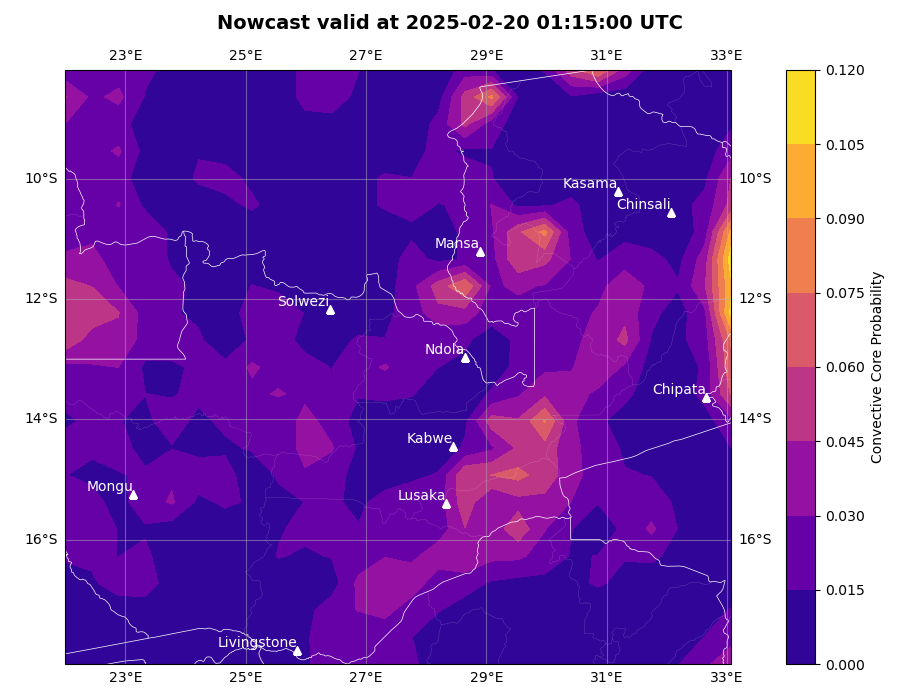 Nowcast valid at 2025-02-20 01:15:00 UTC
23°E 25°E 27°E 29°E 31°E 33°E
0.120
0.105
10°S Kasama 10°S
Chinsali
0.090
Mansa
0.075
12°S Solwezi 12°S
Ndola
0.060
Chipata
14°S 14°S
Kabwe
0.045
Mongu
Lusaka
0.030
16°S 16°S
0.015
Livingstone
0.000
23°E 25°E 27°E 29°E 31°E 33°E
Convective Core Probability